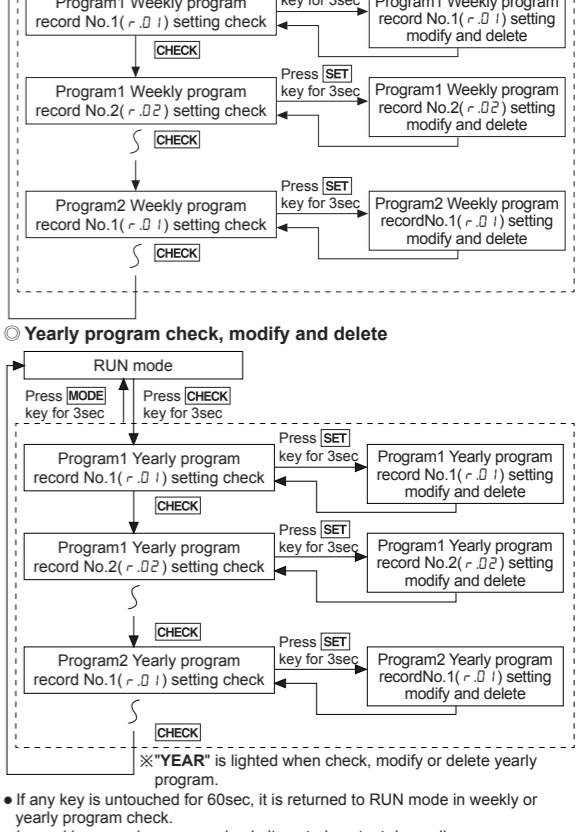 Program1 Weekly program
record No.1( r.01) setting check
key for 3sec
Program1 Weekly program
record No.1( r.01) setting
modify and delete
CHECK
Program1 Weekly program
record No.2( r.02) setting check
Press SET
key for 3sec
Program1 Weekly program
record No.2( r.02) setting
modify and delete
CHECK
Program2 Weekly program
record No.1( r.01) setting check
Press SET
key for 3sec
Program2 Weekly program
recordNo.1( r.01) setting
modify and delete
CHECK
◎ Yearly program check, modify and delete
RUN mode
Press MODE
key for 3sec
Press CHECK
key for 3sec
Program1 Yearly program
record No.1( r.01) setting check
Press SET
key for 3sec
Program1 Yearly program
record No.1( r.01) setting
modify and delete
CHECK
Program1 Yearly program
record No.2( r.02) setting check
Press SET
key for 3sec
Program1 Yearly program
record No.2( r.02) setting
modify and delete
CHECK
Program2 Yearly program
record No.1( r.01) setting check
Press SET
key for 3sec
Program2 Yearly program
recordNo.1( r.01) setting
modify and delete
CHECK
※"YEAR" is lighted when check, modify or delete yearly
program.
● If any key is untouched for 60sec, it is returned to RUN mode in weekly or
yearly program check.